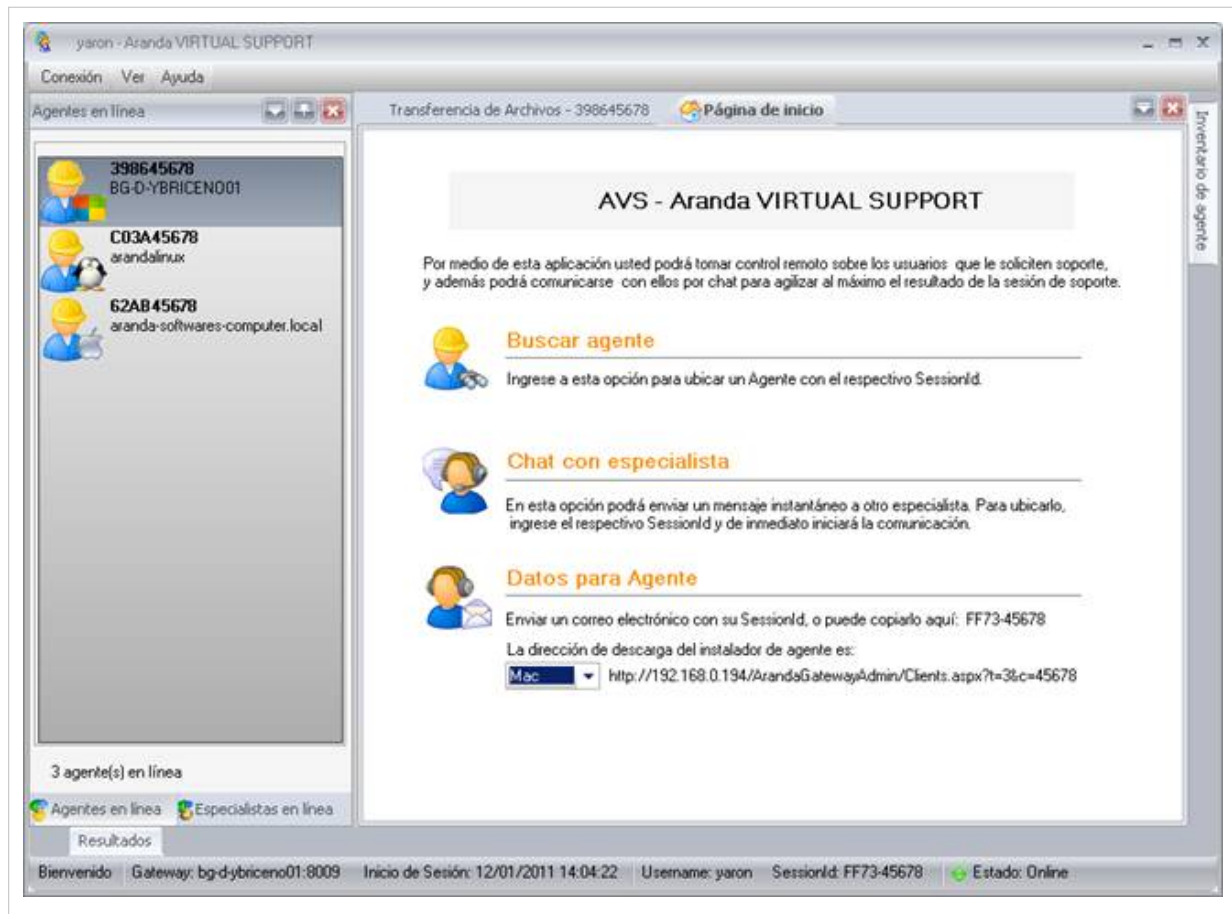 yaron - Aranda VIRTUAL SUPPORT
Conexión Ver Ayuda
Agentes en línea
398645678
BG-D-YBRICENO01
C03A45678
arandalinux
62AB45678
aranda-softwares-computer.local
3 agente(s) en línea
Agentes en línea Especialistas en línea
Transferencia de Archivos - 398645678 Página de inicio
AVS - Aranda VIRTUAL SUPPORT
Por medio de esta aplicación usted podrá tomar control remoto sobre los usuarios que le soliciten soporte,
y además podrá comunicarse con ellos por chat para agilizar al máximo el resultado de la sesión de soporte.
Buscar agente
Ingrese a esta opción para ubicar un Agente con el respectivo SessionId.
Chat con especialista
En esta opción podrá enviar un mensaje instantáneo a otro especialista. Para ubicarlo,
ingrese el respectivo SessionId y de inmediato iniciará la comunicación.
Datos para Agente
Enviar un correo electrónico con su SessionId, o puede copiarlo aquí: FF73-45678
La dirección de descarga del instalador de agente es:
Mac http://192.168.0.194/ArandaGatewayAdmin/Clients.aspx?t=3&c=45678
Inventario de agente
Resultados
Bienvenido Gateway: bg-d-ybriceno01:8009 Inicio de Sesión: 12/01/2011 14:04:22 Username: yaron SessionId: FF73-45678 Estado: Online